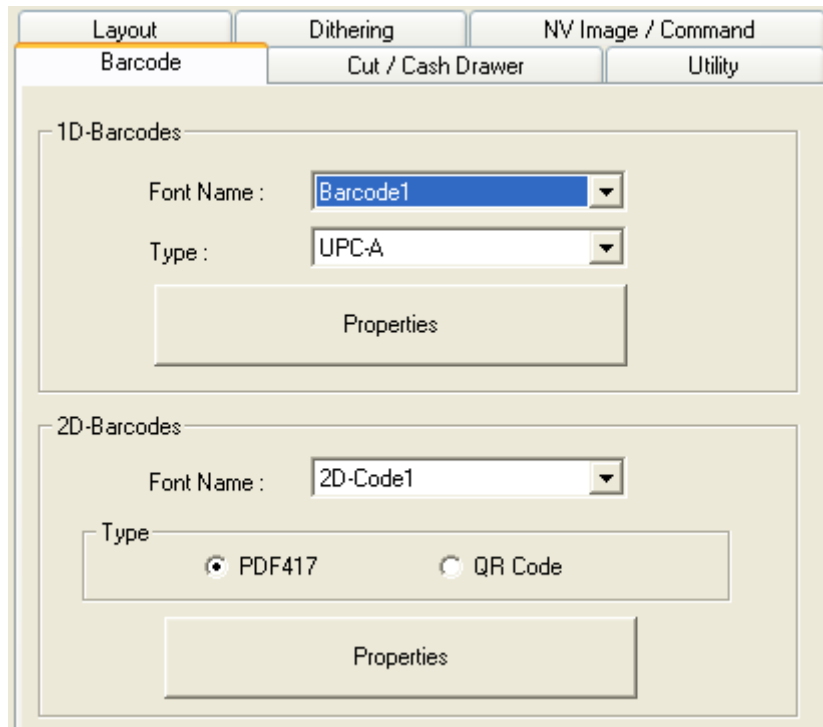 Layout Dithering NV Image / Command
Barcode Cut / Cash Drawer Utility
1D-Barcodes
Font Name : Barcode1
Type : UPC-A
Properties
2D-Barcodes
Font Name : 2D-Code1
Type
PDF417 QR Code
Properties